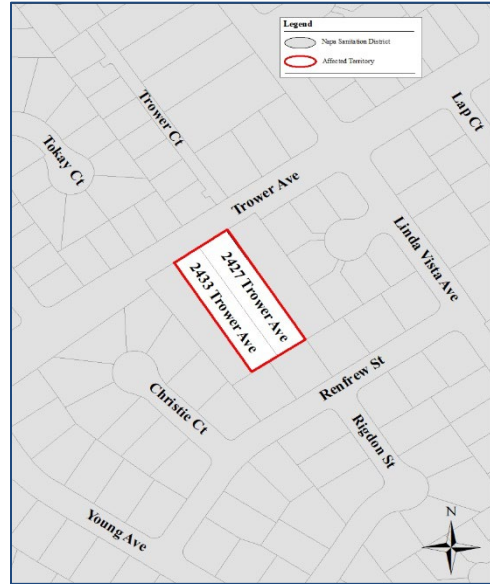 Legend
Napa Sanitation District
Affected Territory
Trower Ct
Lap Ct
Tokay Ct
Trower Ave
Linda Vista Ave
2427 Trower Ave
2433 Trower Ave
Renfrew St
Christie Ct
Rigdon St
Young Ave
N